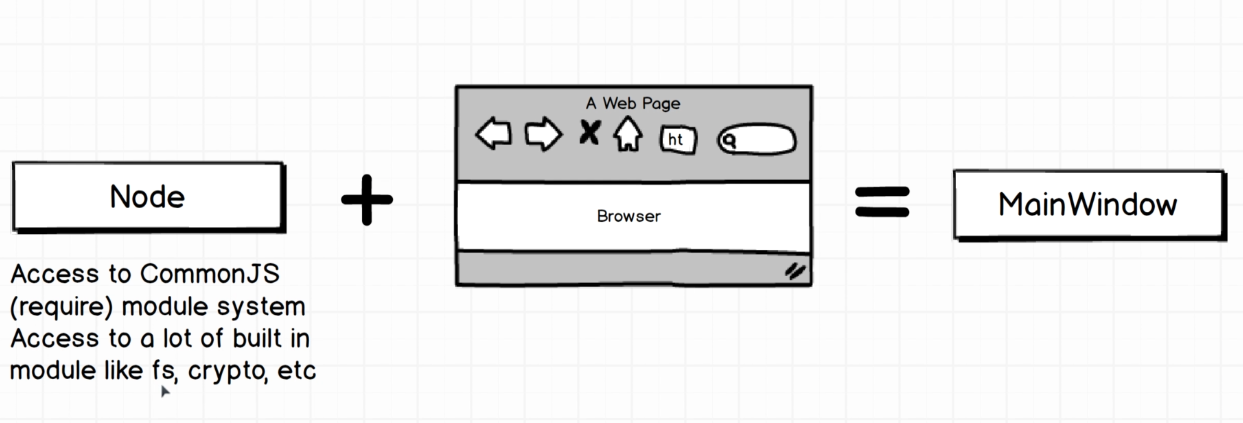 Node
Access to CommonJS
(require) module system
Access to a lot of built in
module like fs, crypto, etc
A Web Page
ht
Browser
MainWindow